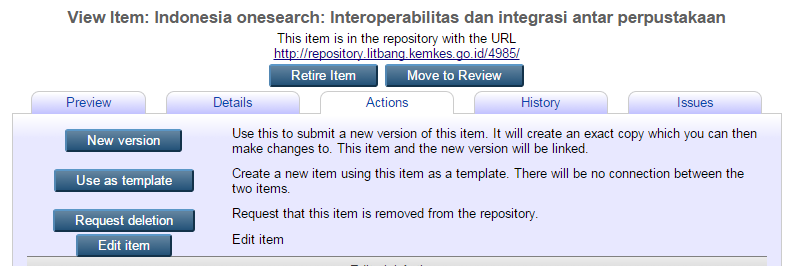 View Item: Indonesia onesearch: Interoperabilitas dan integrasi antar perpustakaan
This item is in the repository with the URL
http://repository.litbang.kemkes.go.id/4985/
Retire Item Move to Review
Preview Details Actions History Issues
New version Use this to submit a new version of this item. It will create an exact copy which you can then
make changes to. This item and the new version will be linked.
Use as template Create a new item using this item as a template. There will be no connection between the
two items.
Request deletion Request that this item is removed from the repository.
Edit item Edit item